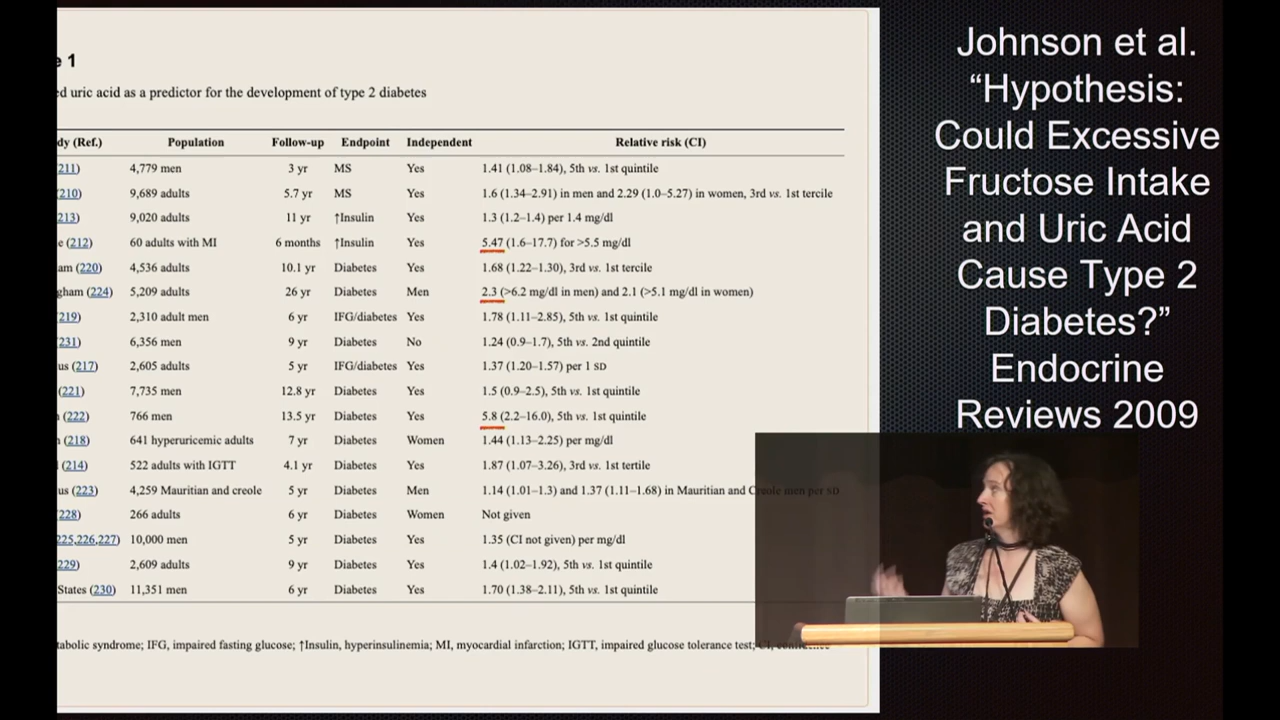 e 1
ed uric acid as a predictor for the development of type 2 diabetes
dy (Ref.) Population Follow-up Endpoint Independent Relative risk (CI)
211) 4,779 men 3 yr MS Yes 1.41 (1.08–1.84), 5th vs. 1st quintile
210) 9,689 adults 5.7 yr MS Yes 1.6 (1.34–2.91) in men and 2.29 (1.0–5.27) in women, 3rd vs. 1st tercile
213) 9,020 adults 11 yr ↑Insulin Yes 1.3 (1.2–1.4) per 1.4 mg/dl
e (212) 60 adults with MI 6 months ↑Insulin Yes 5.47 (1.6–17.7) for >5.5 mg/dl
am (220) 4,536 adults 10.1 yr Diabetes Yes 1.68 (1.22–1.30), 3rd vs. 1st tercile
gham (224) 5,209 adults 26 yr Diabetes Men 2.3 (>6.2 mg/dl in men) and 2.1 (>5.1 mg/dl in women)
219) 2,310 adult men 6 yr IFG/diabetes Yes 1.78 (1.11–2.85), 5th vs. 1st quintile
231) 6,356 men 9 yr Diabetes No 1.24 (0.9–1.7), 5th vs. 2nd quintile
us (217) 2,605 adults 5 yr IFG/diabetes Yes 1.37 (1.20–1.57) per 1 SD
(221) 7,735 men 12.8 yr Diabetes Yes 1.5 (0.9–2.5), 5th vs. 1st quintile
(222) 766 men 13.5 yr Diabetes Yes 5.8 (2.2–16.0), 5th vs. 1st quintile
(218) 641 hyperuricemic adults 7 yr Diabetes Women 1.44 (1.13–2.25) per mg/dl
(214) 522 adults with IGTT 4.1 yr Diabetes Yes 1.87 (1.07–3.26), 3rd vs. 1st tertile
us (223) 4,259 Mauritian and creole 5 yr Diabetes Men 1.14 (1.01–1.3) and 1.37 (1.11–1.68) in Mauritian and Creole men per SD
(228) 266 adults 6 yr Diabetes Women Not given
225,226,227) 10,000 men 5 yr Diabetes Yes 1.35 (CI not given) per mg/dl
229) 2,609 adults 9 yr Diabetes Yes 1.4 (1.02–1.92), 5th vs. 1st quintile
States (230) 11,351 men 6 yr Diabetes Yes 1.70 (1.38–2.11), 5th vs. 1st quintile
tabolic syndrome; IFG, impaired fasting glucose; ↑Insulin, hyperinsulinemia; MI, myocardial infarction; IGTT, impaired glucose tolerance test; CI, confidence
Johnson et al.
“Hypothesis:
Could Excessive
Fructose Intake
and Uric Acid
Cause Type 2
Diabetes?”
Endocrine
Reviews 2009